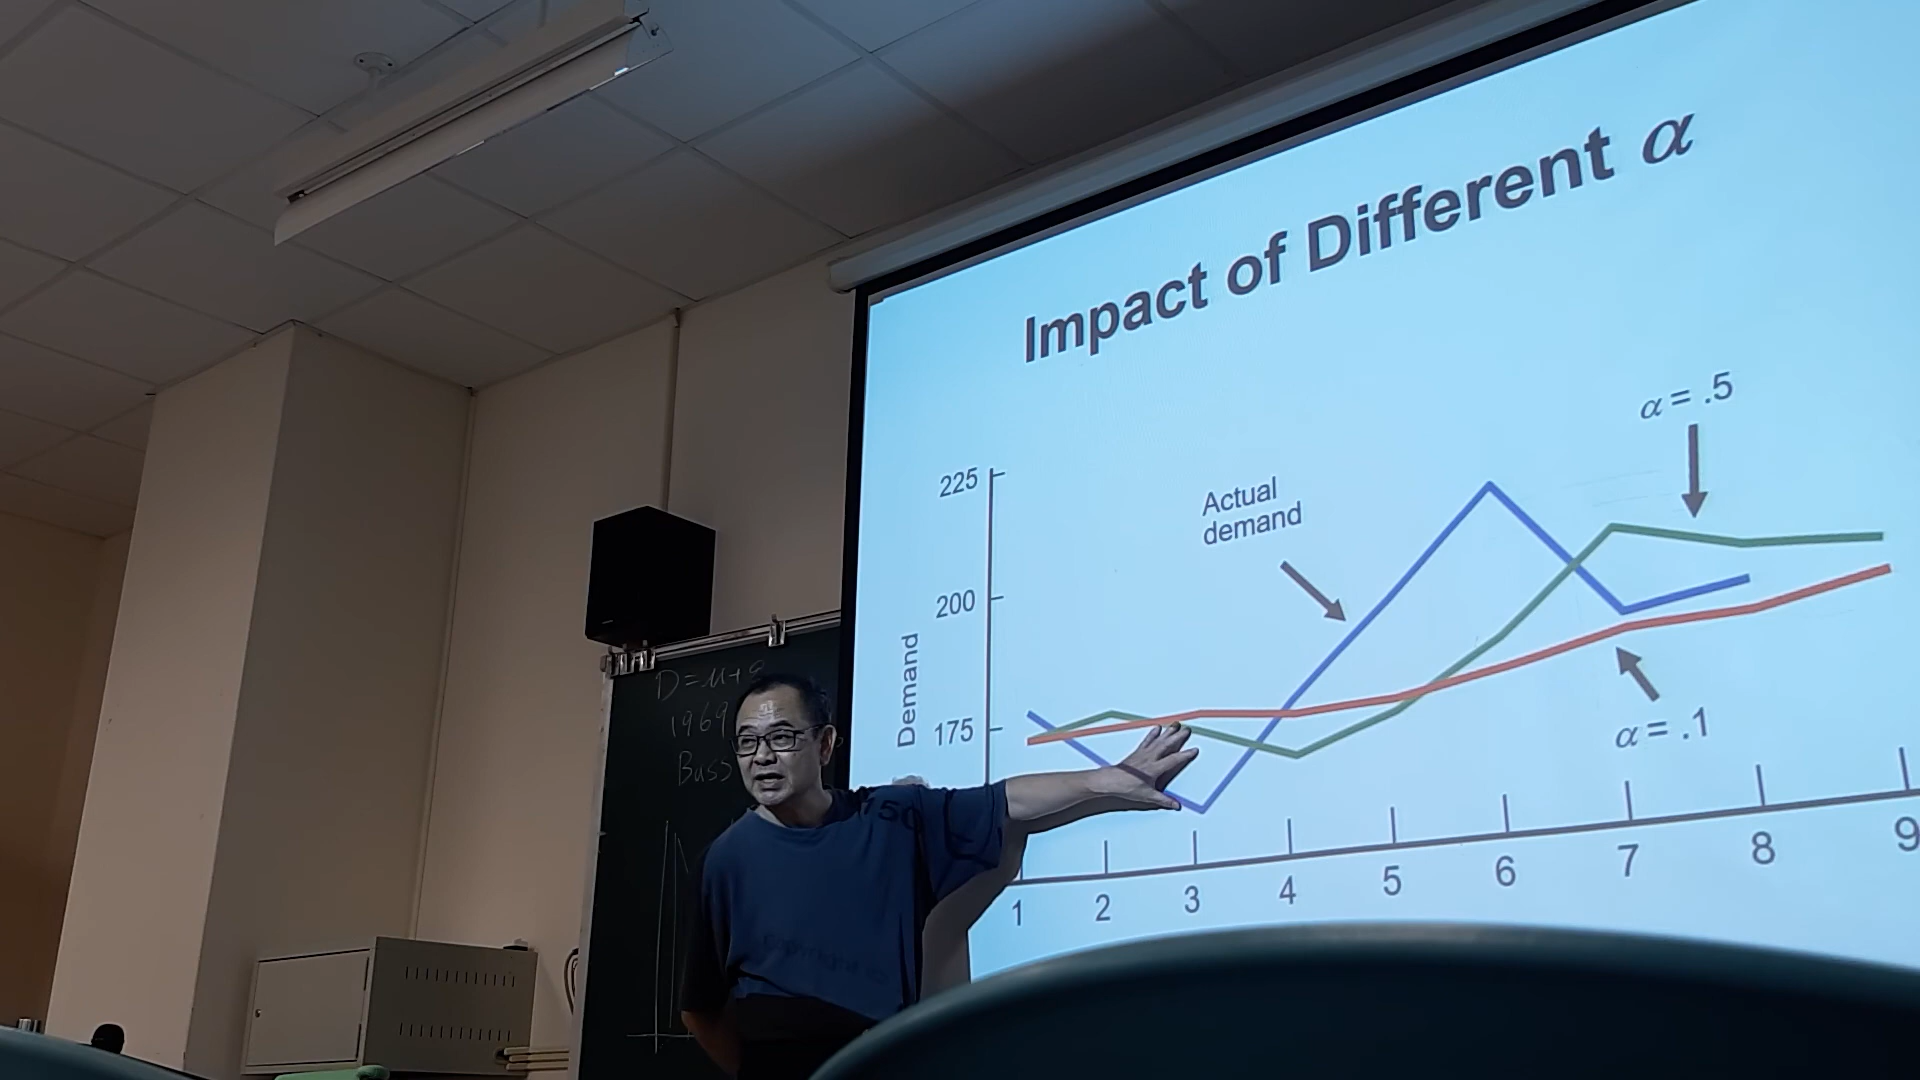 Impact of Different α
α = .5
Actual
demand
225
200
175
Demand
α = .1
1 2 3 4 5 6 7 8 9
D = μ + ε
1969